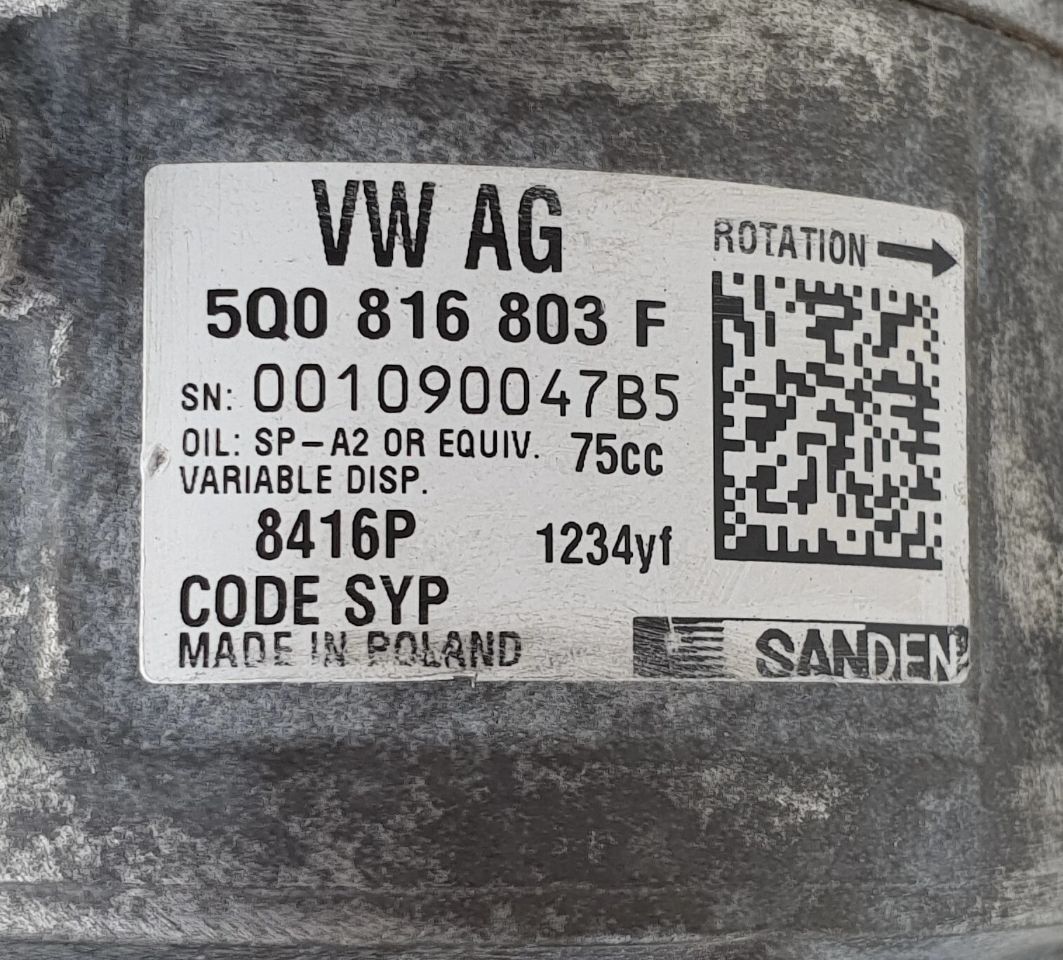 VW AG
ROTATION
5Q0 816 803 F
SN: 001090047B5
OIL: SP-A2 OR EQUIV. 75cc
VARIABLE DISP.
8416P 1234yf
CODE SYP
MADE IN POLAND
SANDEN